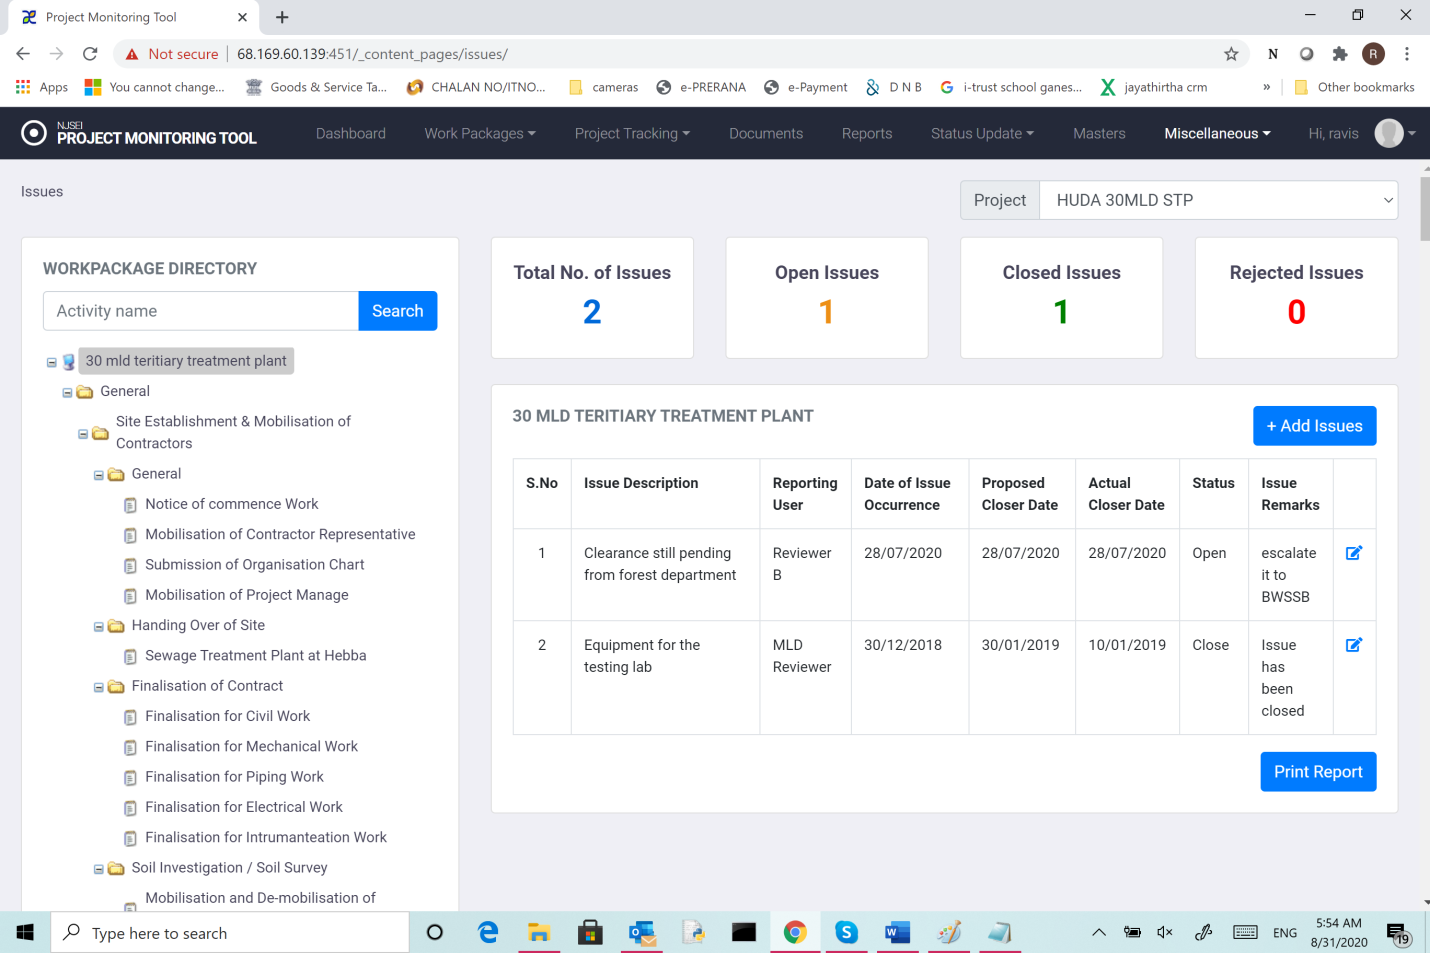 Project Monitoring Tool
Not secure | 68.169.60.139:451/_content_pages/issues/
N
R
Apps
You cannot change...
Goods & Service Ta...
CHALAN NO/ITNO...
cameras
e-PRERANA
e-Payment
D N B
i-trust school ganes...
jayathirtha crm
»
Other bookmarks
NJSEI
PROJECT MONITORING TOOL
Dashboard
Work Packages
Project Tracking
Documents
Reports
Status Update
Masters
Miscellaneous
Hi, ravis
Issues
Project
HUDA 30MLD STP
WORKPACKAGE DIRECTORY
Activity name
Search
30 mld teritiary treatment plant
General
Site Establishment & Mobilisation of
Contractors
General
Notice of commence Work
Mobilisation of Contractor Representative
Submission of Organisation Chart
Mobilisation of Project Manage
Handing Over of Site
Sewage Treatment Plant at Hebba
Finalisation of Contract
Finalisation for Civil Work
Finalisation for Mechanical Work
Finalisation for Piping Work
Finalisation for Electrical Work
Finalisation for Intrumanteation Work
Soil Investigation / Soil Survey
Mobilisation and De-mobilisation of
Total No. of Issues
2
Open Issues
1
Closed Issues
1
Rejected Issues
0
30 MLD TERITIARY TREATMENT PLANT
+ Add Issues
S.No
Issue Description
Reporting
User
Date of Issue
Occurrence
Proposed
Closer Date
Actual
Closer Date
Status
Issue
Remarks
1
Clearance still pending
from forest department
Reviewer
B
28/07/2020
28/07/2020
28/07/2020
Open
escalate
it to
BWSSB
2
Equipment for the
testing lab
MLD
Reviewer
30/12/2018
30/01/2019
10/01/2019
Close
Issue
has
been
closed
Print Report
Type here to search
ENG
5:54 AM
8/31/2020
19